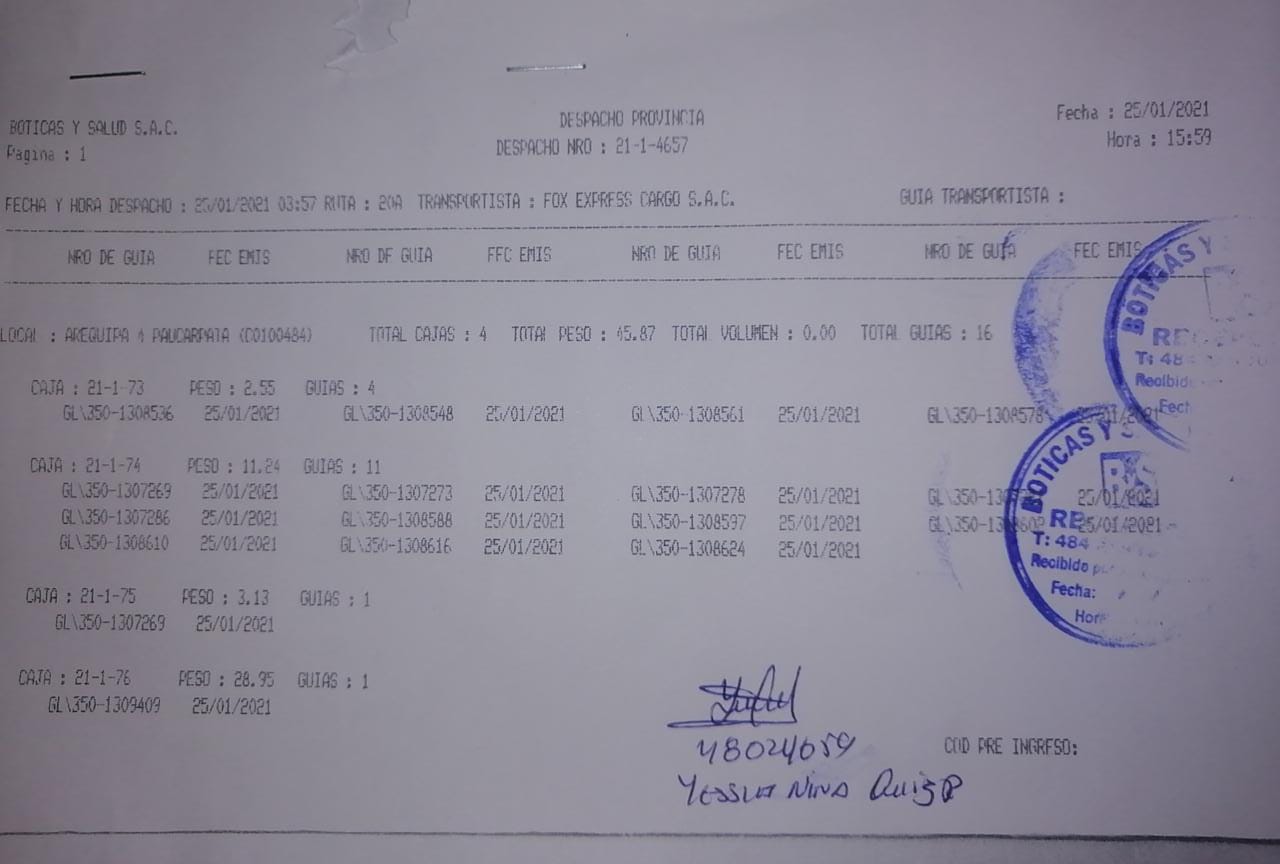 BOTICAS Y SALUD S.A.C. DESPACHO PROVINCIA Fecha : 25/01/2021
Pagina : 1 DESPACHO NRO : 21-1-4657 Hora : 15:59
FECHA Y HORA DESPACHO : 25/01/2021 03:57 RUTA : 20A TRANSPORTISTA : FOX EXPRESS CARGO S.A.C. GUIA TRANSPORTISTA :
NRO DE GUIA FEC EMIS NRO DE GUIA FEC EMIS NRO DE GUIA FEC EMIS NRO DE GUIA FEC EMIS
LOCAL : AREQUIPA 4 PAUCARPATA (C0100484) TOTAL CAJAS : 4 TOTAL PESO : 45.87 TOTAL VOLUMEN : 0.00 TOTAL GUIAS : 16
CAJA : 21-1-73 PESO : 2.55 GUIAS : 4
GL\350-1308536 25/01/2021 GL\350-1308548 25/01/2021 GL\350-1308561 25/01/2021 GL\350-1308578 25/01/2021
CAJA : 21-1-74 PESO : 11.24 GUIAS : 11
GL\350-1307269 25/01/2021 GL\350-1307273 25/01/2021 GL\350-1307278 25/01/2021 25/01/2021
GL\350-1307286 25/01/2021 GL\350-1308588 25/01/2021 GL\350-1308597 25/01/2021 25/01/2021
GL\350-1308610 25/01/2021 GL\350-1308616 25/01/2021 GL\350-1308624 25/01/2021
CAJA : 21-1-75 PESO : 3.13 GUIAS : 1
GL\350-1307269 25/01/2021
CAJA : 21-1-76 PESO : 28.95 GUIAS : 1
GL\350-1309409 25/01/2021
COD PRE INGRESO:
48024659
Nina
BOTICAS Y
T: 48
BOTICAS Y
T: 484
Recibido
Fecha: